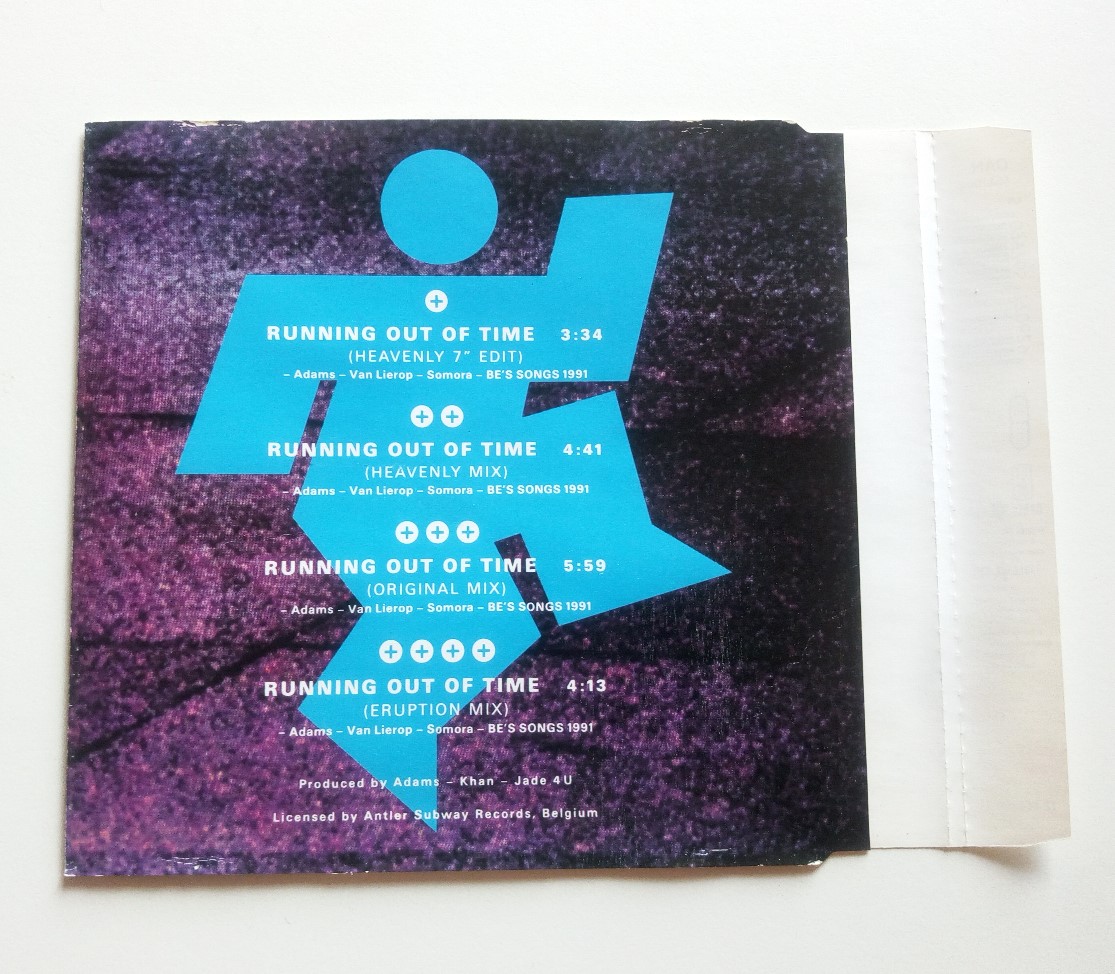 +
RUNNING OUT OF TIME 3:34
(HEAVENLY 7" EDIT)
– Adams – Van Lierop – Somora – BE'S SONGS 1991
+ +
RUNNING OUT OF TIME 4:41
(HEAVENLY MIX)
– Adams – Van Lierop – Somora – BE'S SONGS 1991
+ + +
RUNNING OUT OF TIME 5:59
(ORIGINAL MIX)
– Adams – Van Lierop – Somora – BE'S SONGS 1991
+ + + +
RUNNING OUT OF TIME 4:13
(ERUPTION MIX)
– Adams – Van Lierop – Somora – BE'S SONGS 1991
Produced by Adams – Khan – Jade 4 U
Licensed by Antler Subway Records, Belgium